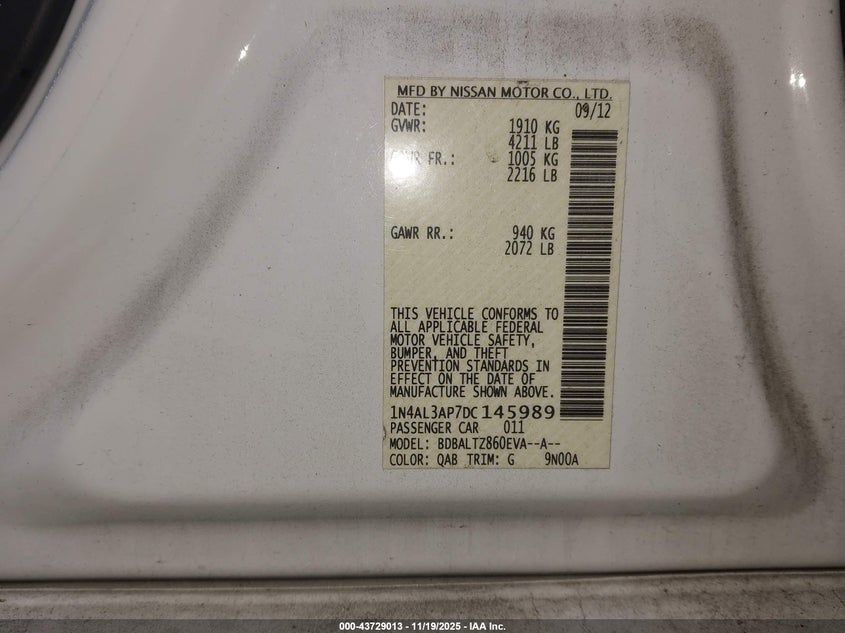 MFD BY NISSAN MOTOR CO., LTD.
DATE: 09/12
GVWR: 1910 KG
4211 LB
GAWR FR.: 1005 KG
2216 LB
GAWR RR.: 940 KG
2072 LB
THIS VEHICLE CONFORMS TO
ALL APPLICABLE FEDERAL
MOTOR VEHICLE SAFETY,
BUMPER, AND THEFT
PREVENTION STANDARDS IN
EFFECT ON THE DATE OF
MANUFACTURE SHOWN ABOVE.
1N4AL3AP7DC145989
PASSENGER CAR 011
MODEL: BDBALTZ860EVA--A--
COLOR: QAB TRIM: G 9N00A
000-43729013 - 11/19/2025 - IAA Inc.